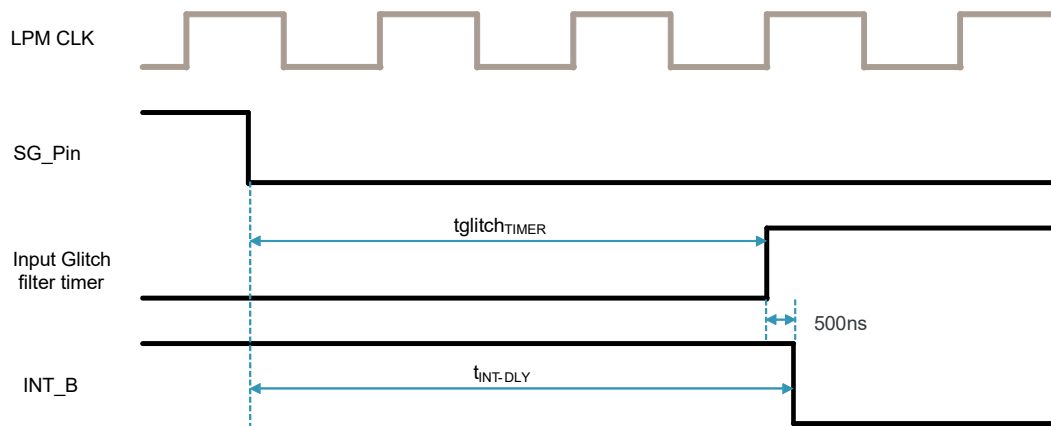 LPM CLK
SG_Pin
tglitchTIMER
Input Glitch
filter timer
500ns
INT_B
tINT-DLY